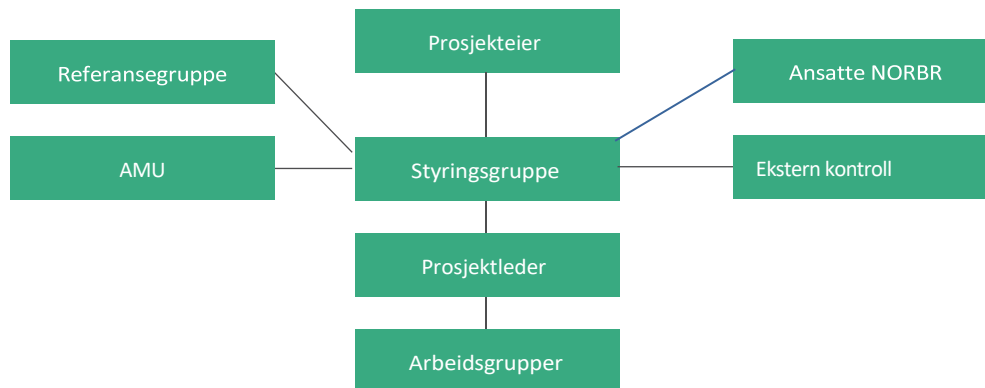 Prosjekteier
Referansegruppe
Ansatte NORBR
AMU
Styringsgruppe
Ekstern kontroll
Prosjektleder
Arbeidsgrupper